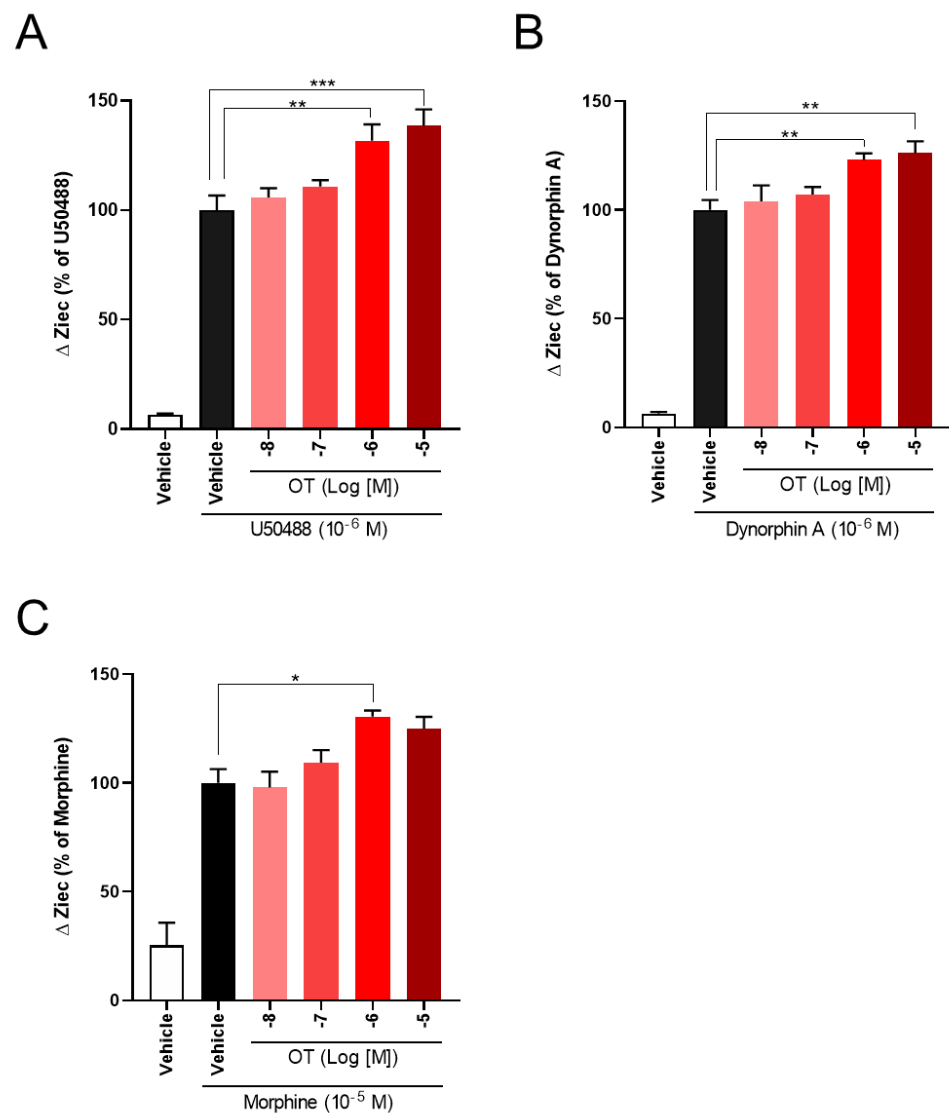 A
Δ Ziec (% of U50488)
150
100
50
0
***
**
Vehicle
Vehicle
-8
-7
-6
-5
OT (Log [M])
U50488 (10⁻⁶ M)
B
Δ Ziec (% of Dynorphin A)
150
100
50
0
**
**
Vehicle
Vehicle
-8
-7
-6
-5
OT (Log [M])
Dynorphin A (10⁻⁶ M)
C
Δ Ziec (% of Morphine)
150
100
50
0
*
Vehicle
Vehicle
-8
-7
-6
-5
OT (Log [M])
Morphine (10⁻⁵ M)